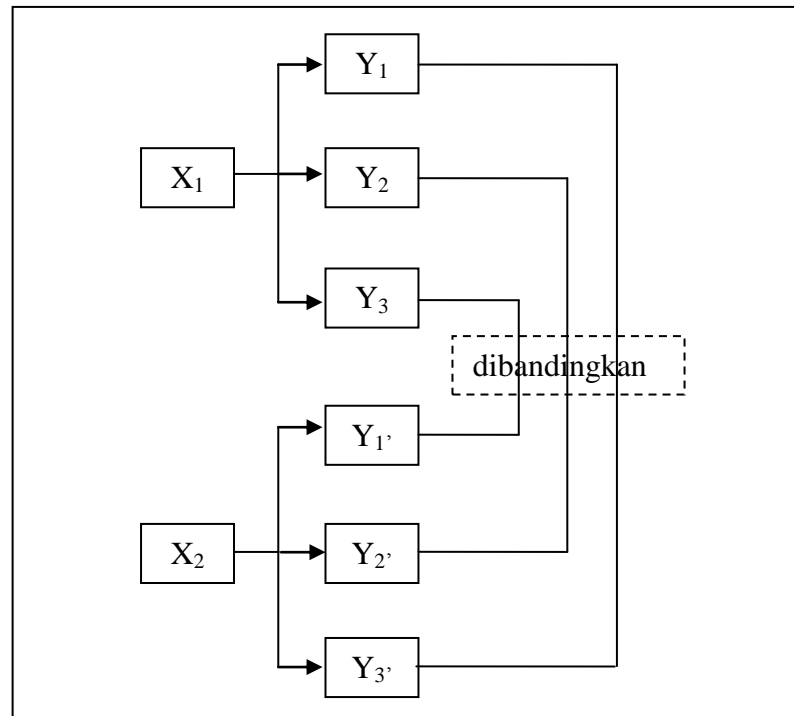 Y₁
X₁
Y₂
Y₃
dibandingkan
Y₁’
X₂
Y₂’
Y₃’